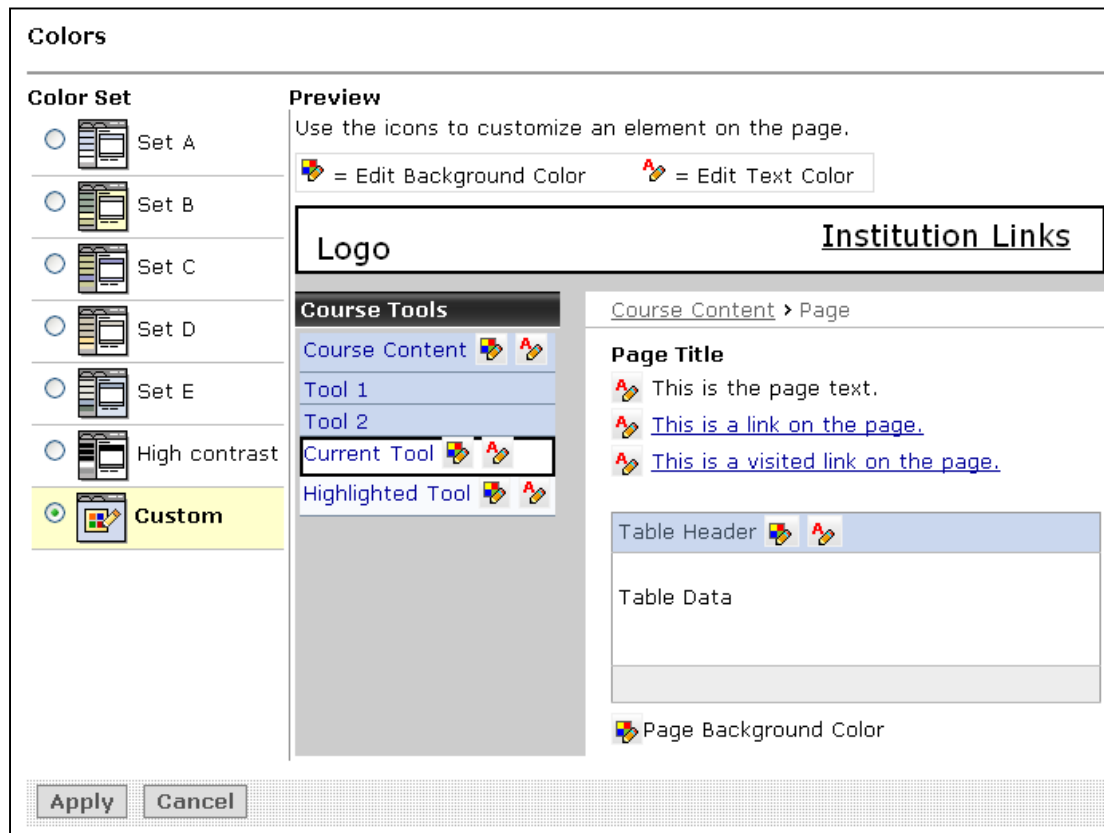 Colors
Color Set
Set A
Set B
Set C
Set D
Set E
High contrast
Custom
Preview
Use the icons to customize an element on the page.
= Edit Background Color = Edit Text Color
Logo
Institution Links
Course Tools
Course Content
Tool 1
Tool 2
Current Tool
Highlighted Tool
Course Content > Page
Page Title
This is the page text.
This is a link on the page.
This is a visited link on the page.
Table Header
Table Data
Page Background Color
Apply Cancel